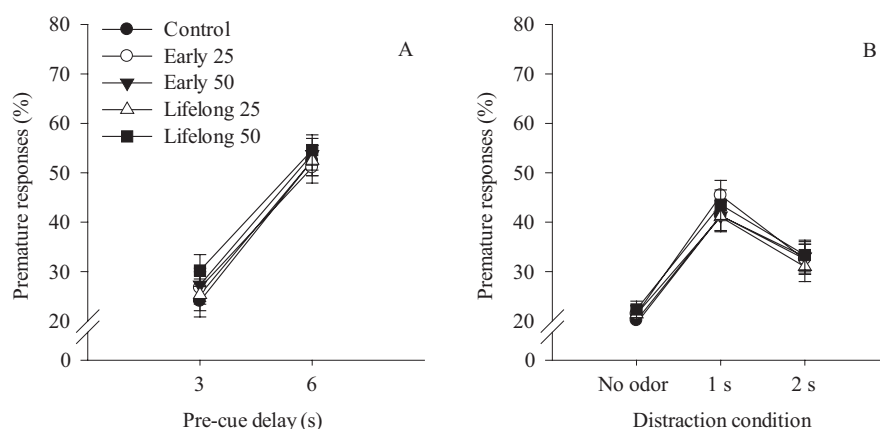 A
Premature responses (%)
80
70
60
50
40
30
20
0
Control
Early 25
Early 50
Lifelong 25
Lifelong 50
3
6
Pre-cue delay (s)
B
Premature responses (%)
80
70
60
50
40
30
20
0
No odor
1 s
2 s
Distraction condition